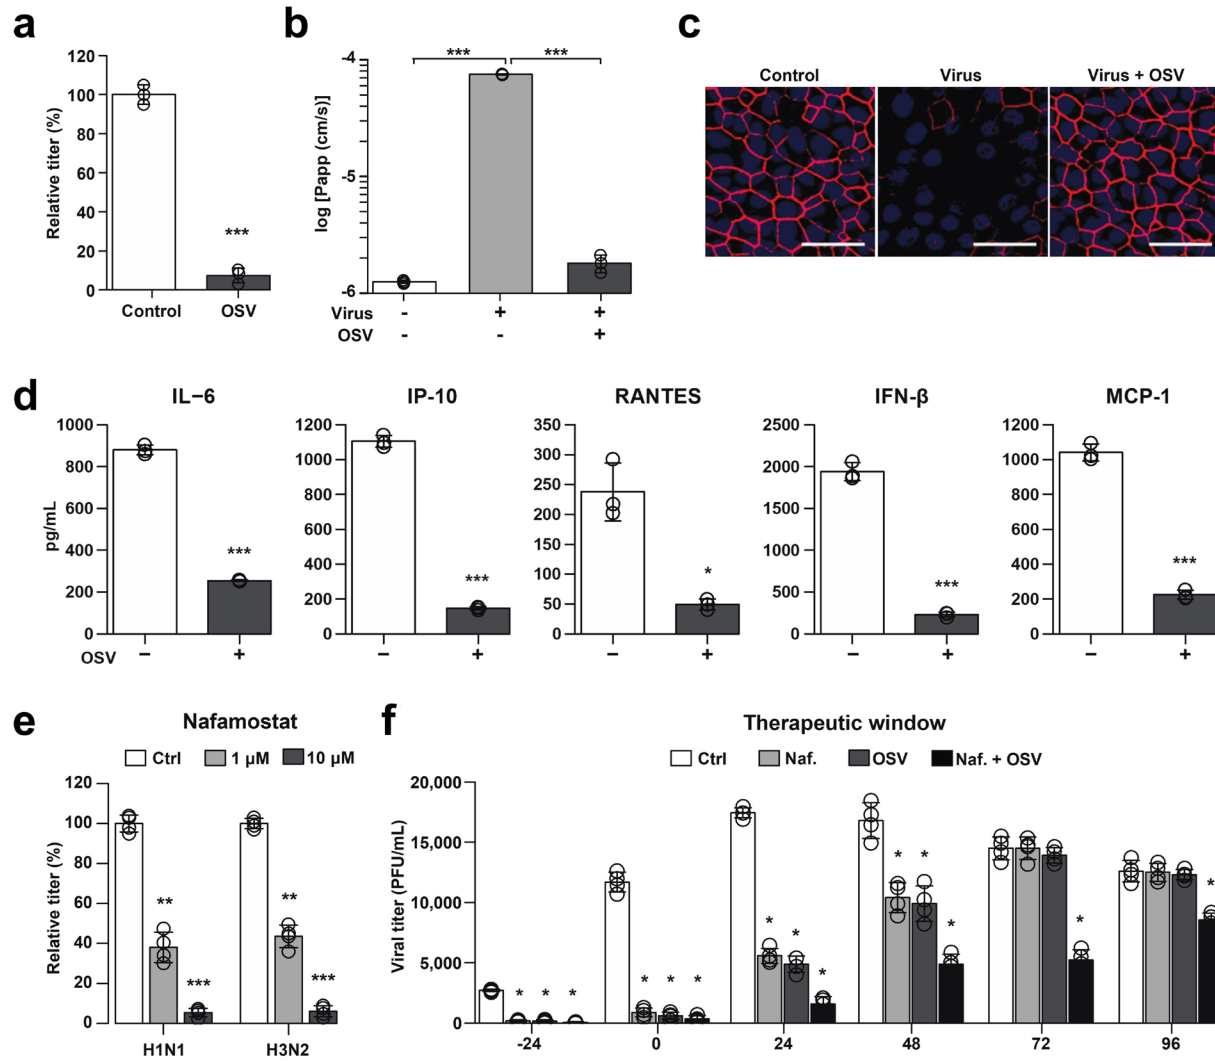 a
120
100
80
60
40
20
0
Relative titer (%)
***
Control OSV
b
-4
-5
-6
log [Papp (cm/s)]
*** ***
Virus - + +
OSV - - +
c
Control Virus Virus + OSV
d
IL−6
1000
800
600
400
200
0
pg/mL
***
OSV − +
IP-10
1200
1000
800
600
400
200
0
***
− +
RANTES
350
300
250
200
150
100
50
0
*
− +
IFN-β
2500
2000
1500
1000
500
0
***
− +
MCP-1
1200
1000
800
600
400
200
0
***
− +
e
Nafamostat
Ctrl 1 µM 10 µM
120
100
80
60
40
20
0
Relative titer (%)
** *** ** ***
H1N1 H3N2
f
Therapeutic window
Ctrl Naf. OSV Naf. + OSV
20,000
15,000
10,000
5,000
0
Viral titer (PFU/mL)
* * * * * * * * * * * * * *
-24 0 24 48 72 96